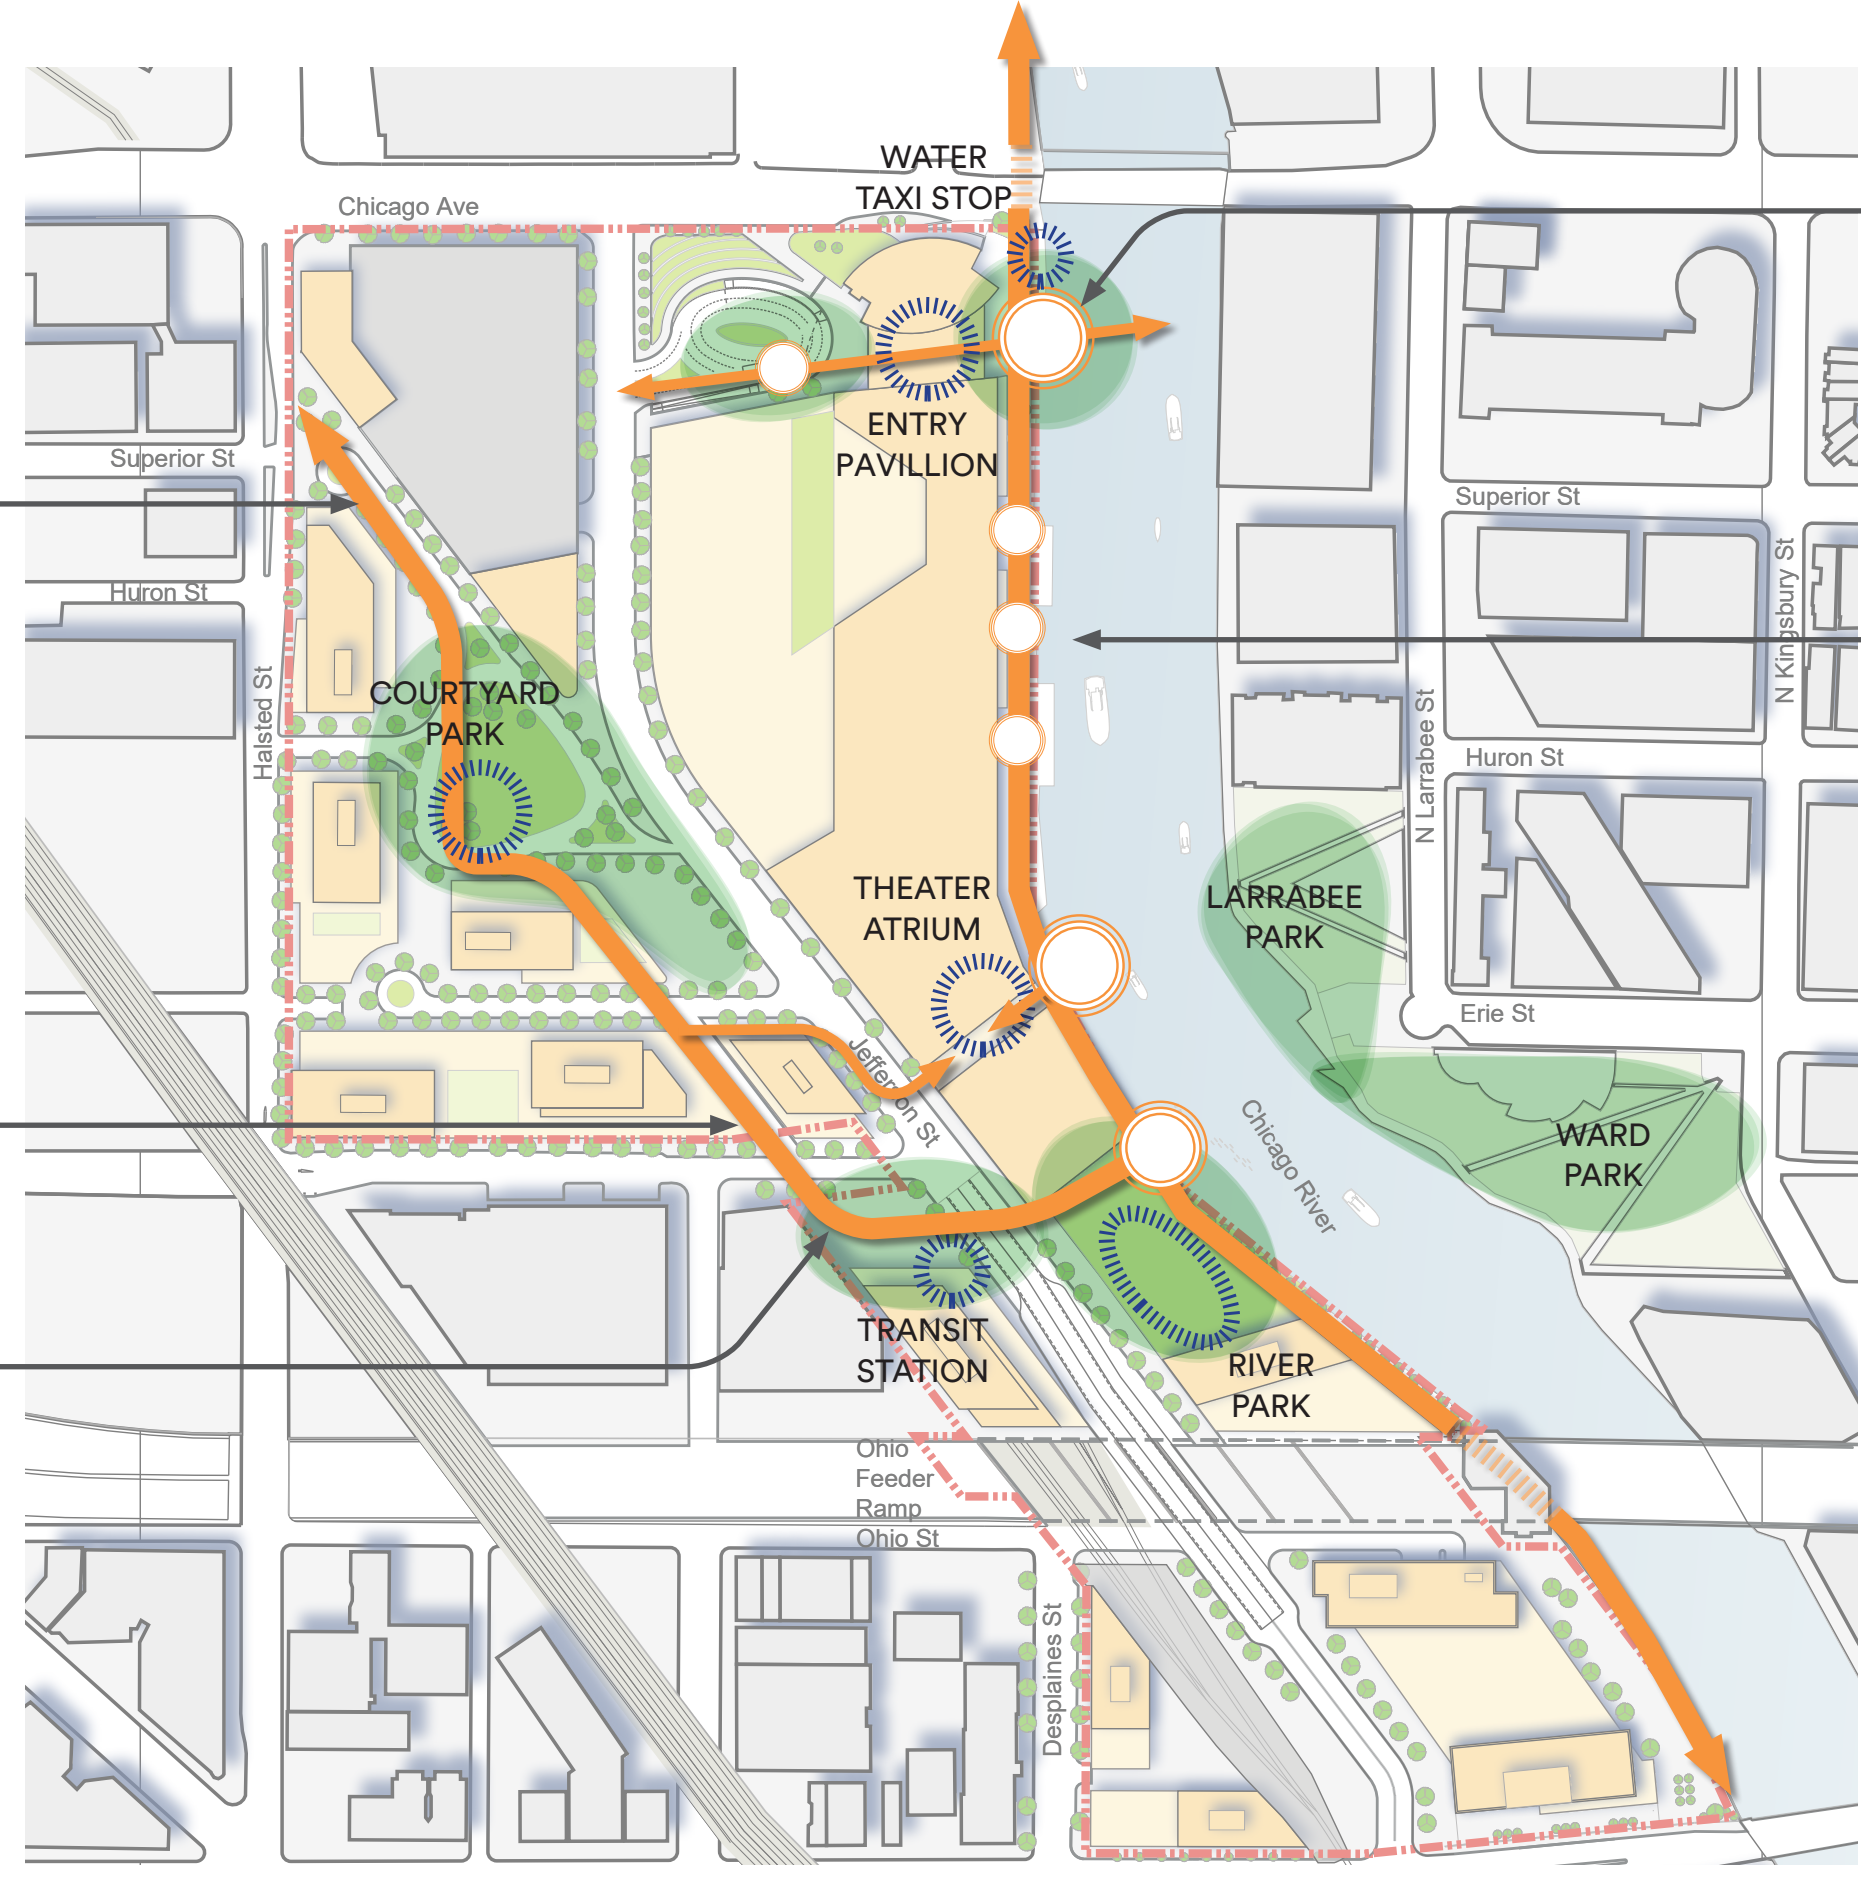 WATER
TAXI STOP
Chicago Ave
ENTRY
PAVILLION
Superior St
Superior St
Huron St
N Kingsbury St
Halsted St
COURTYARD
PARK
N Larrabee St
Huron St
THEATER
ATRIUM
LARRABEE
PARK
Erie St
Jefferson St
Chicago River
WARD
PARK
TRANSIT
STATION
RIVER
PARK
Ohio
Feeder
Ramp
Ohio St
Desplaines St